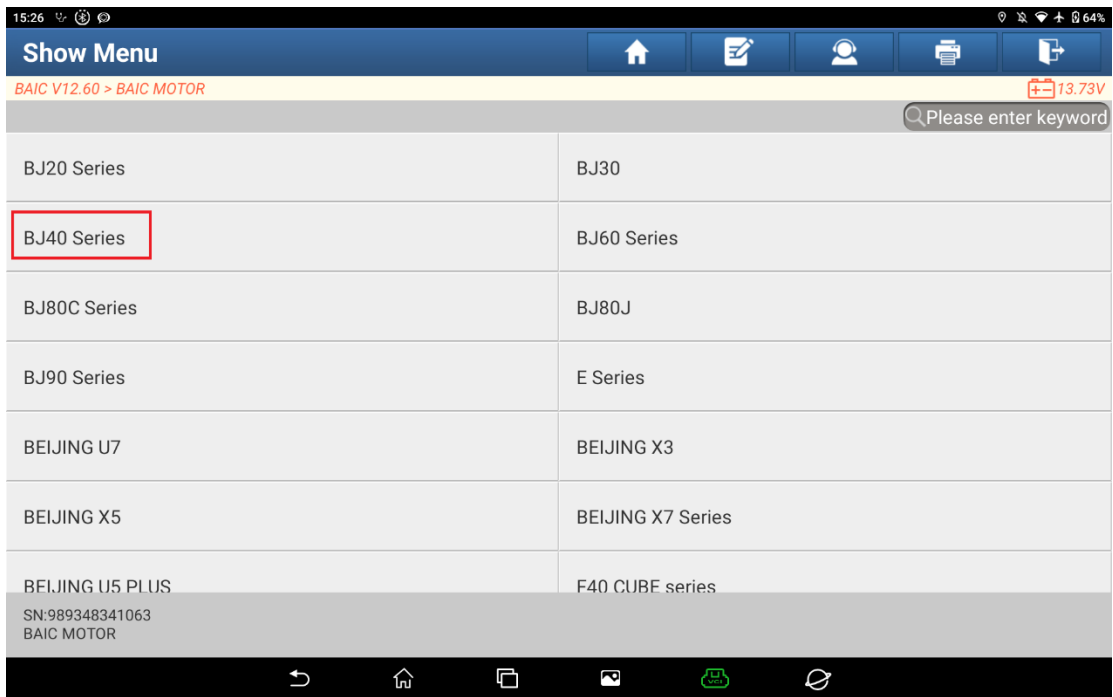 15:26 64%
Show Menu
BAIC V12.60 > BAIC MOTOR 13.73V
Please enter keyword
BJ20 Series BJ30
BJ40 Series BJ60 Series
BJ80C Series BJ80J
BJ90 Series E Series
BEIJING U7 BEIJING X3
BEIJING X5 BEIJING X7 Series
BEIJING U5 PLUS F40 CUBE series
SN:989348341063
BAIC MOTOR
VCI